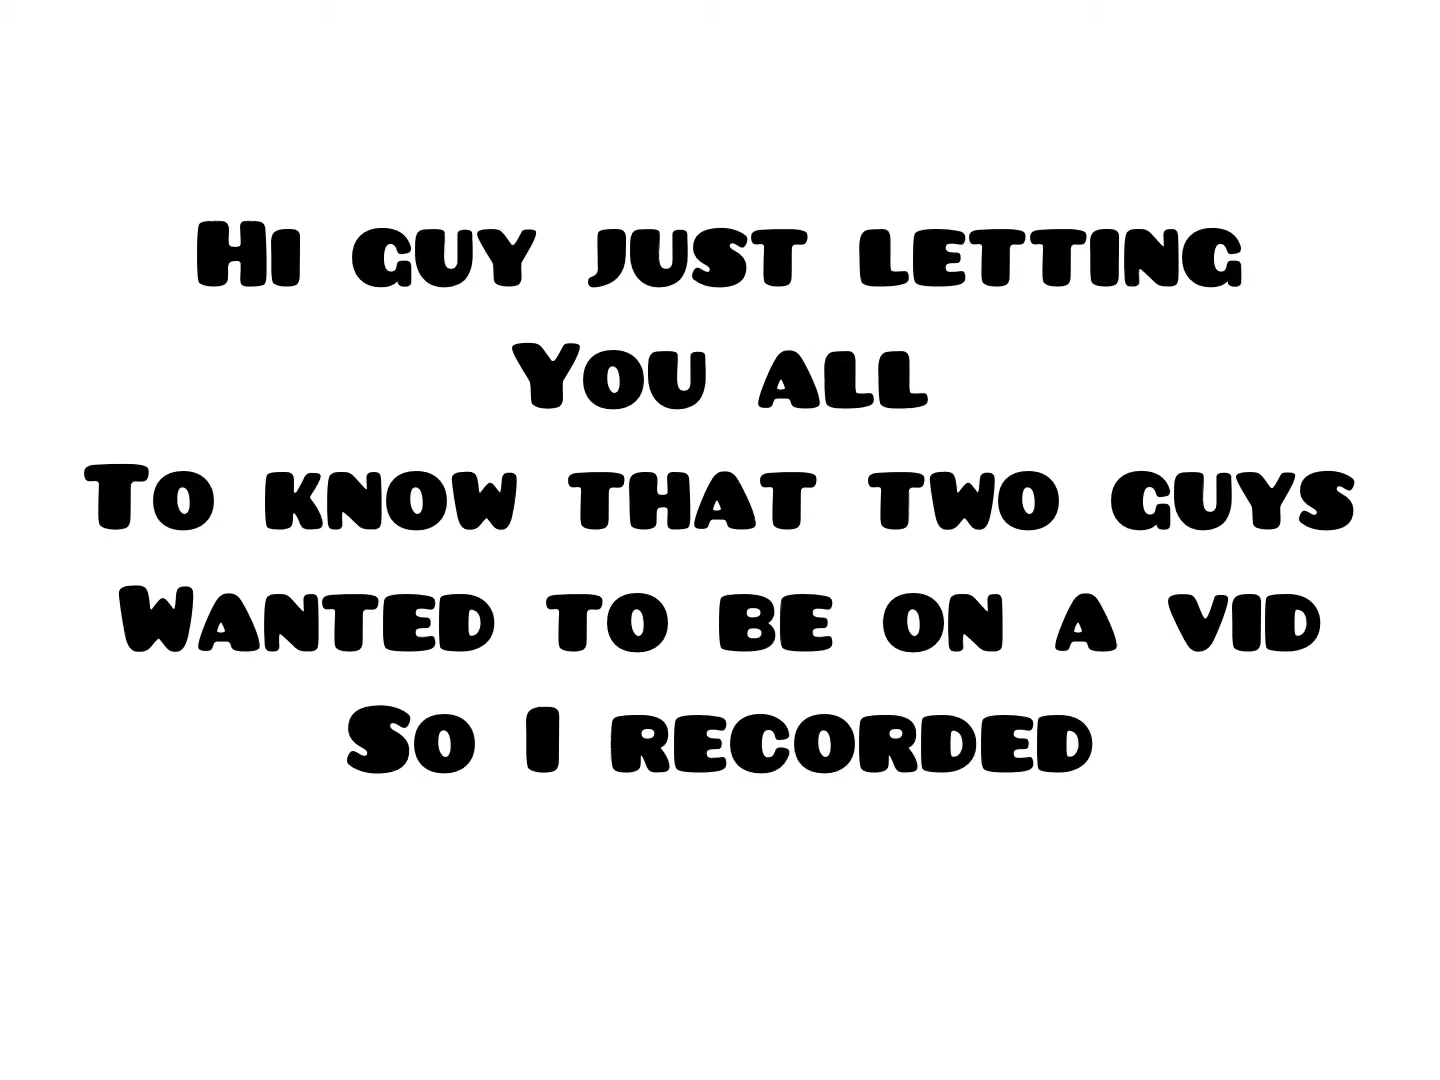 Hi guy just letting
You all
To know that two guys
Wanted to be on a vid
So I recorded